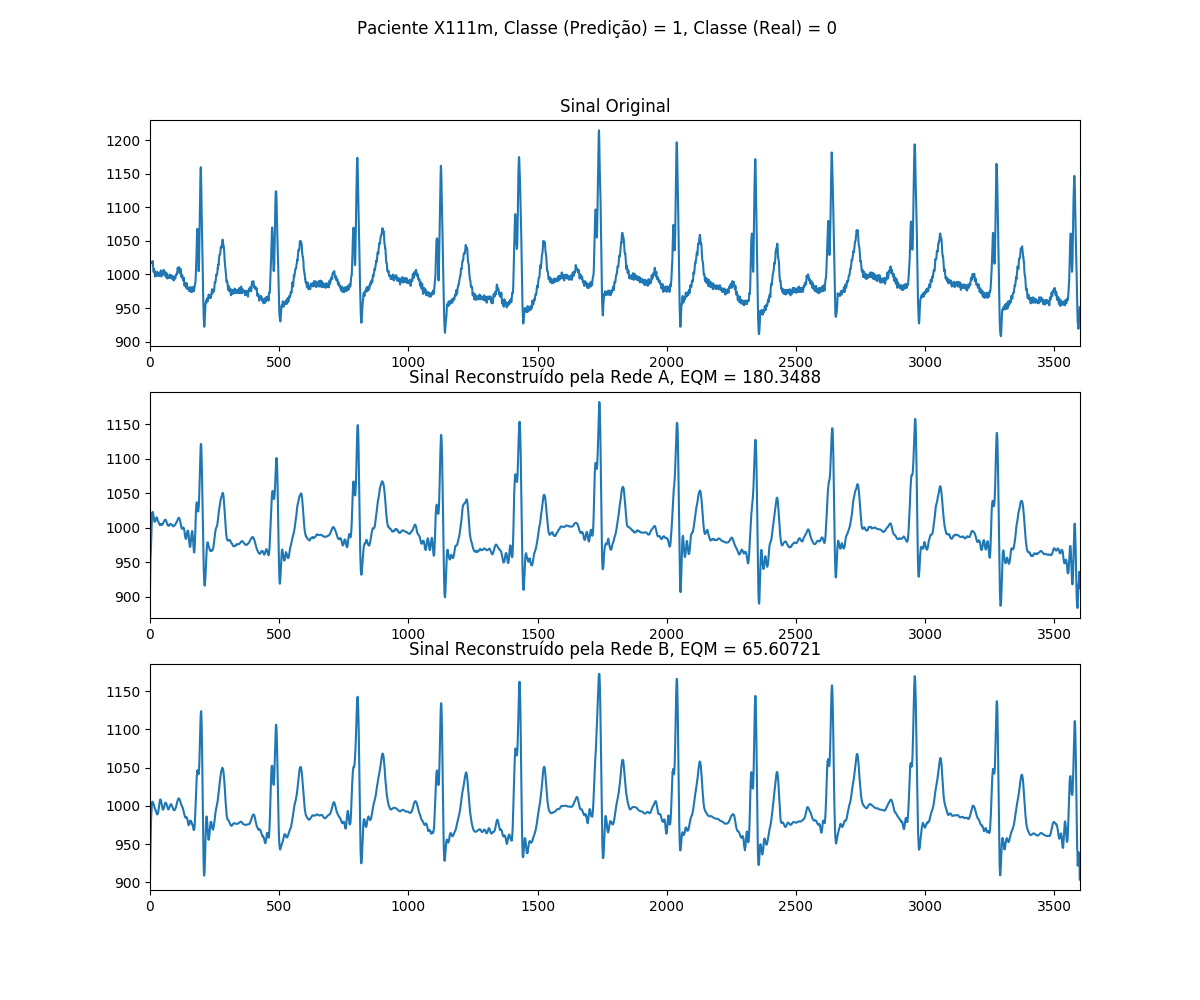 Paciente X111m, Classe (Predição) = 1, Classe (Real) = 0
Sinal Original
1200
1150
1100
1050
1000
950
900
0 500 1000 1500 2000 2500 3000 3500
Sinal Reconstruído pela Rede A, EQM = 180.3488
1150
1100
1050
1000
950
900
0 500 1000 1500 2000 2500 3000 3500
Sinal Reconstruído pela Rede B, EQM = 65.60721
1150
1100
1050
1000
950
900
0 500 1000 1500 2000 2500 3000 3500